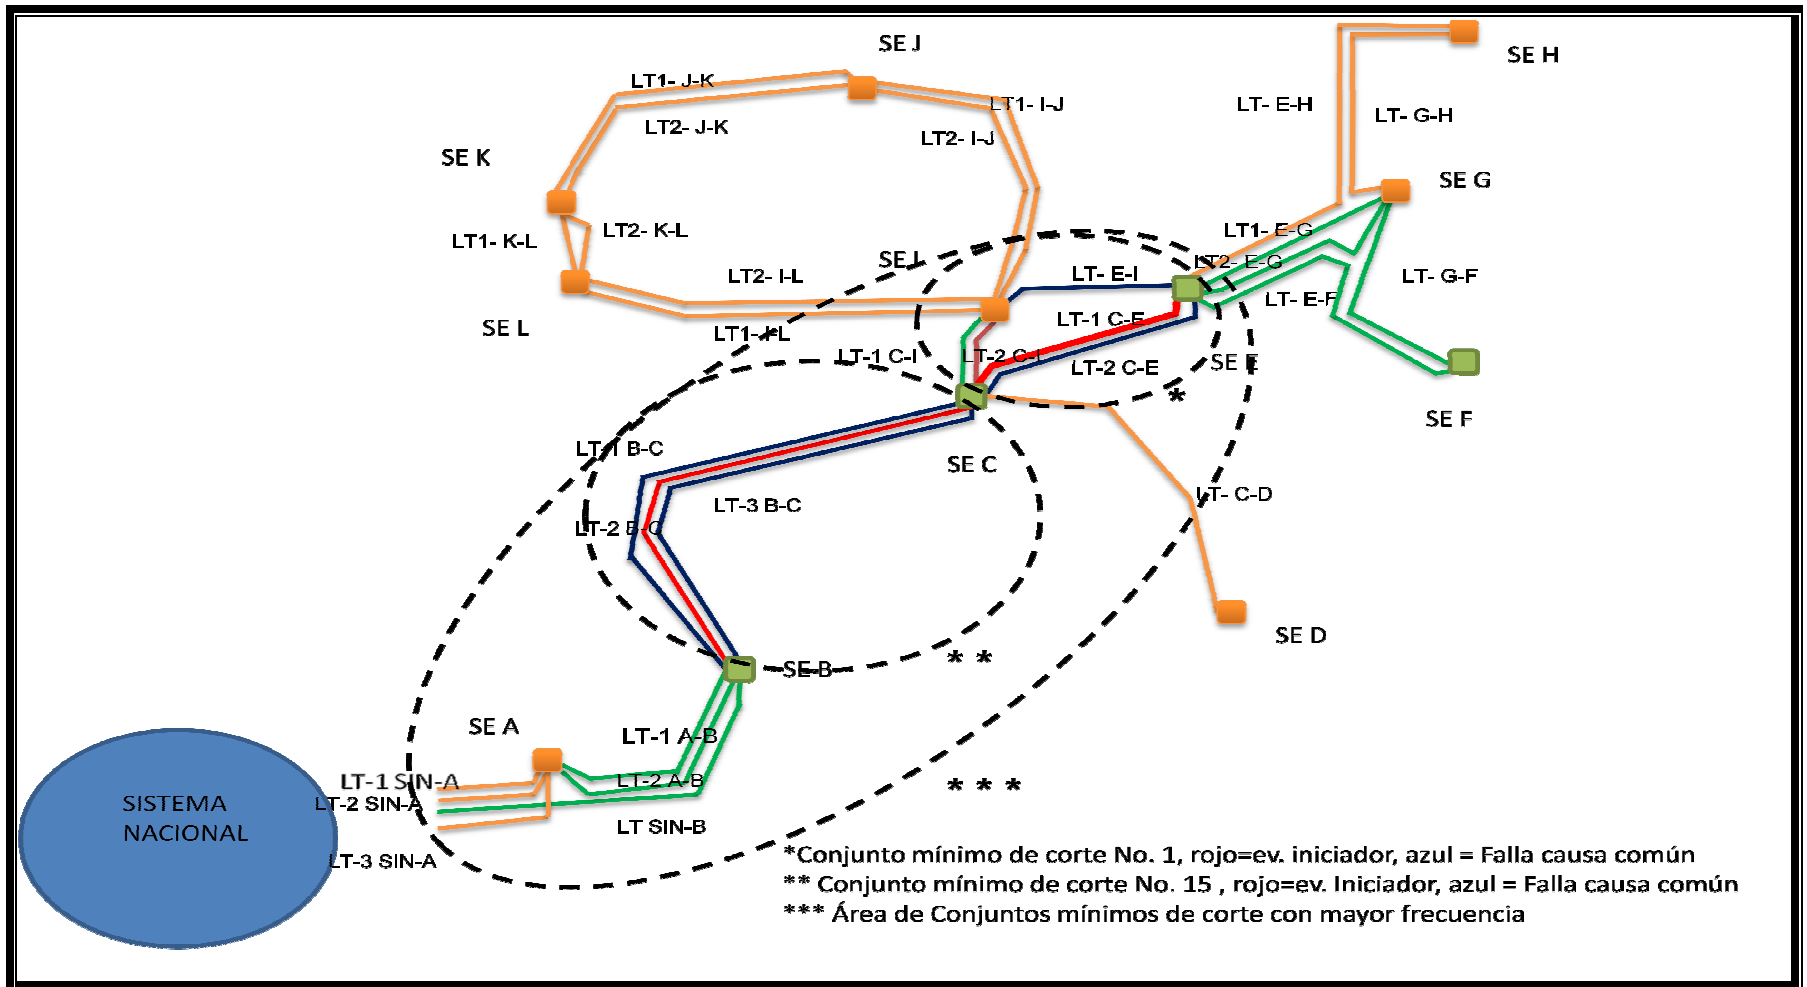 SE J
SE H
LT1- J-K
LT1- I-J
LT- E-H
LT- G-H
LT2- J-K
LT2- I-J
SE K
SE G
LT1- K-L
LT2- K-L
LT1- E-G
SE I
LT2- E-G
LT2- I-L
LT- E-I
LT- G-F
LT- E-F
SE L
LT1- I-L
LT-1 C-E
LT-1 C-I
LT-2 C-I
LT-2 C-E
SE E
*
SE F
LT-1 B-C
SE C
LT- C-D
LT-3 B-C
LT-2 B-C
SE D
* *
SE B
SE A
LT-1 A-B
LT-1 SIN-A
LT-2 A-B
* * *
LT-2 SIN-A
SISTEMA
NACIONAL
LT SIN-B
LT-3 SIN-A
*Conjunto mínimo de corte No. 1, rojo=ev. iniciador, azul = Falla causa común
** Conjunto mínimo de corte No. 15 , rojo=ev. Iniciador, azul = Falla causa común
*** Área de Conjuntos mínimos de corte con mayor frecuencia